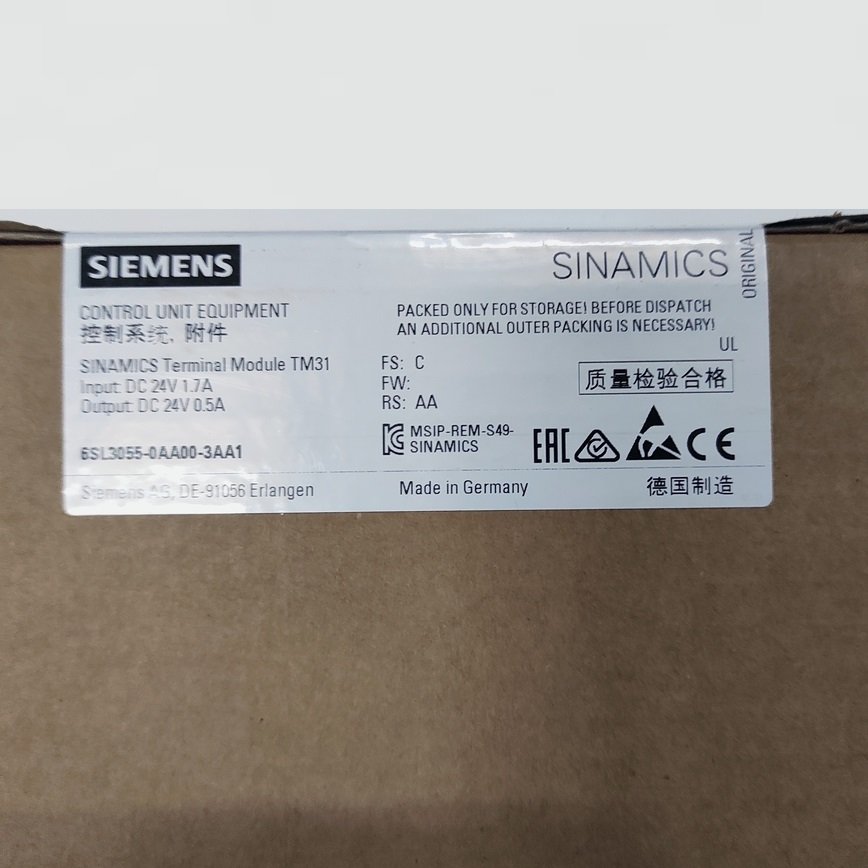 SIEMENS
SINAMICS
ORIGINAL
CONTROL UNIT EQUIPMENT
控制系统, 附件
PACKED ONLY FOR STORAGE! BEFORE DISPATCH
AN ADDITIONAL OUTER PACKING IS NECESSARY!
UL
SINAMICS Terminal Module TM31
Input: DC 24V 1.7A
Output: DC 24V 0.5A
FS: C
FW:
RS: AA
质量检验合格
6SL3055-0AA00-3AA1
MSIP-REM-S49-
SINAMICS
EAC
CE
Siemens AG, DE-91056 Erlangen
Made in Germany
德国制造